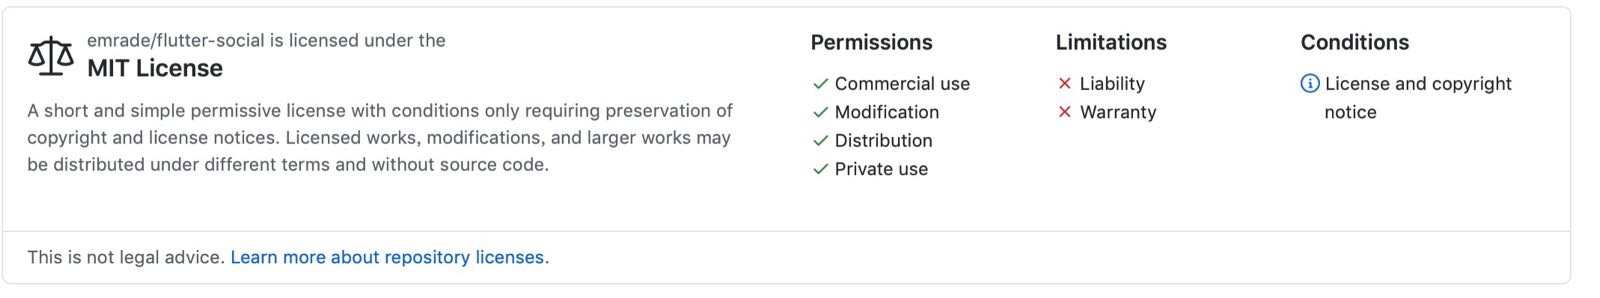 emrade/flutter-social is licensed under the
MIT License
A short and simple permissive license with conditions only requiring preservation of
copyright and license notices. Licensed works, modifications, and larger works may
be distributed under different terms and without source code.
Permissions
Commercial use
Modification
Distribution
Private use
Limitations
Liability
Warranty
Conditions
License and copyright
notice
This is not legal advice. Learn more about repository licenses.